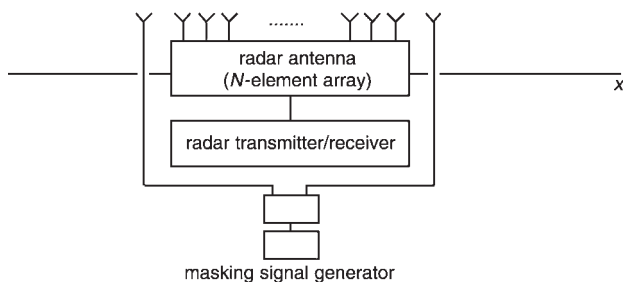 radar antenna
(N-element array)
x
radar transmitter/receiver
masking signal generator